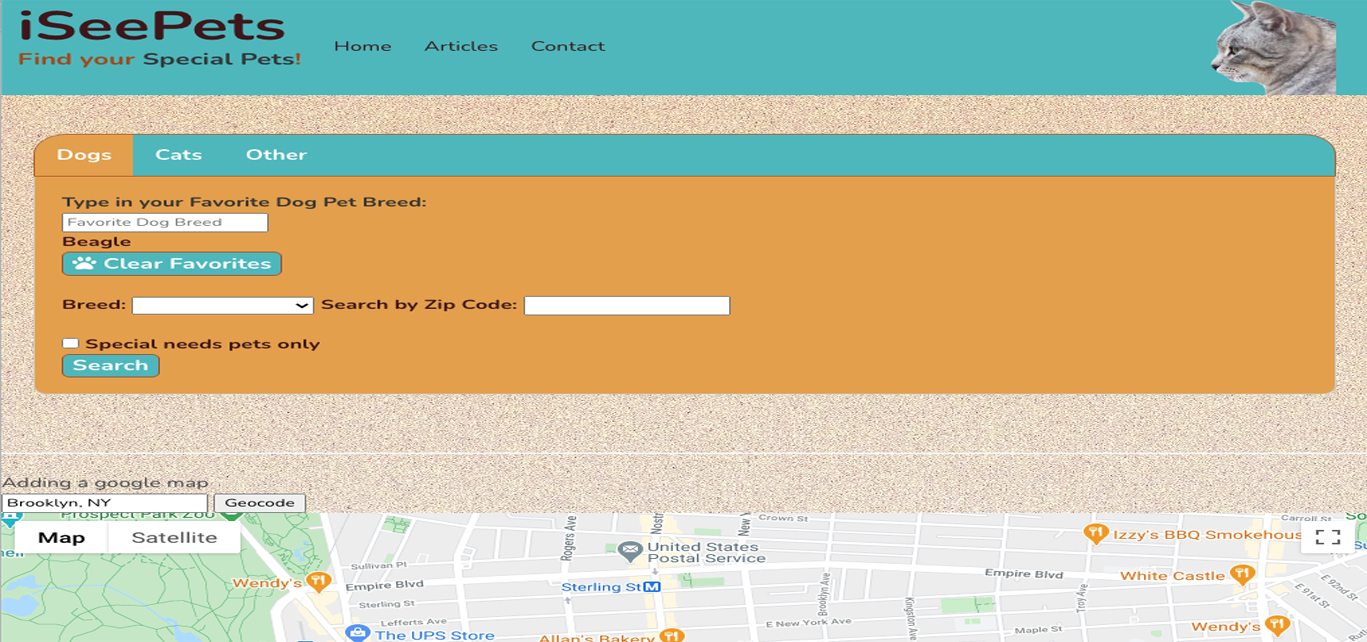 iSeePets
Find your Special Pets!
Home Articles Contact
Dogs Cats Other
Type in your Favorite Dog Pet Breed:
Favorite Dog Breed
Beagle
Clear Favorites
Breed: Search by Zip Code:
Special needs pets only
Search
Adding a google map
Brooklyn, NY Geocode
Prospect Park Zoo
Map Satellite
Crown St
Carroll St
Rogers Ave
Nostr
New Y
United States
Postal Service
Izzy's BBQ Smokehous
Sullivan Pl
Wendy's
Empire Blvd
Sterling St M
Empire Blvd
White Castle
E 92nd St
E 91st St
Sterling St
Brooklyn Ave
Troy Ave
Kingston Ave
Lefferts Ave
E New York Ave
Maple St
Wendy's
The UPS Store
Allan's Bakery